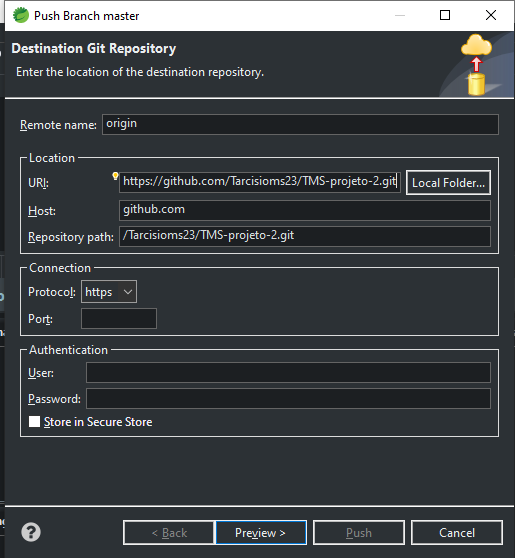 Push Branch master
Destination Git Repository
Enter the location of the destination repository.
Remote name: origin
Location
URI: https://github.com/Tarcisioms23/TMS-projeto-2.git Local Folder...
Host: github.com
Repository path: /Tarcisioms23/TMS-projeto-2.git
Connection
Protocol: https
Port:
Authentication
User:
Password:
Store in Secure Store
? < Back Preview > Push Cancel